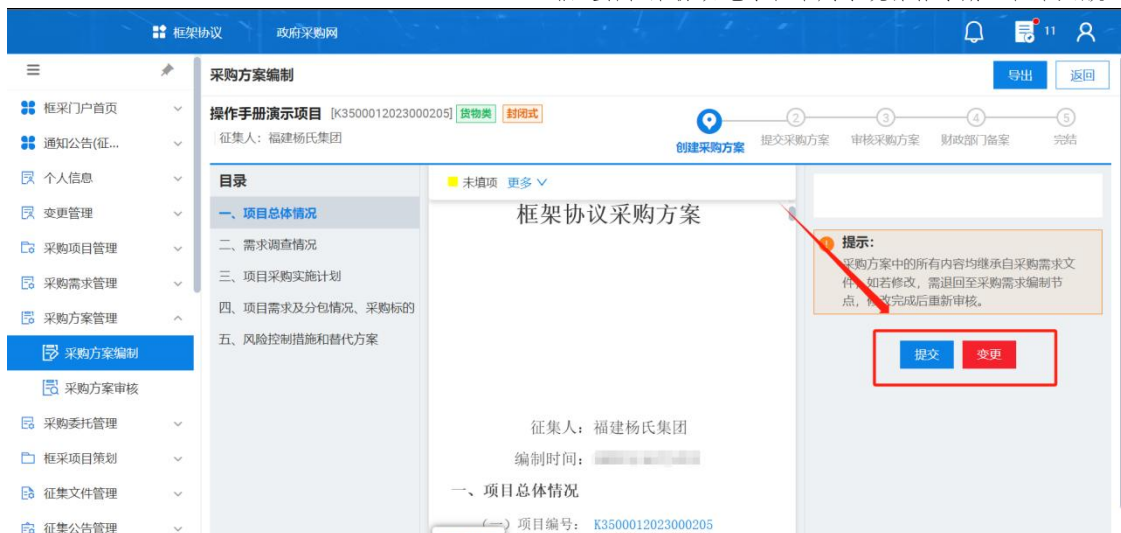 框架协议 政府采购网 11
采购方案编制 导出 返回
框采门户首页
通知公告(征...
个人信息
变更管理
采购项目管理
采购需求管理
采购方案管理
采购方案编制
采购方案审核
采购委托管理
框采项目策划
征集文件管理
征集公告管理
操作手册演示项目 [K3500012023000205] 货物类 封闭式
征集人：福建杨氏集团
创建采购方案
2 提交采购方案
3 审核采购方案
4 财政部门备案
5 完结
目录
一、项目总体情况
二、需求调查情况
三、项目采购实施计划
四、项目需求及分包情况、采购标的
五、风险控制措施和替代方案
未填项 更多
框架协议采购方案
征集人：福建杨氏集团
编制时间：
一、项目总体情况
（一）项目编号： K3500012023000205
提示：
采购方案中的所有内容均继承自采购需求文
件，如若修改，需退回至采购需求编制节
点，修改完成后重新审核。
提交 变更